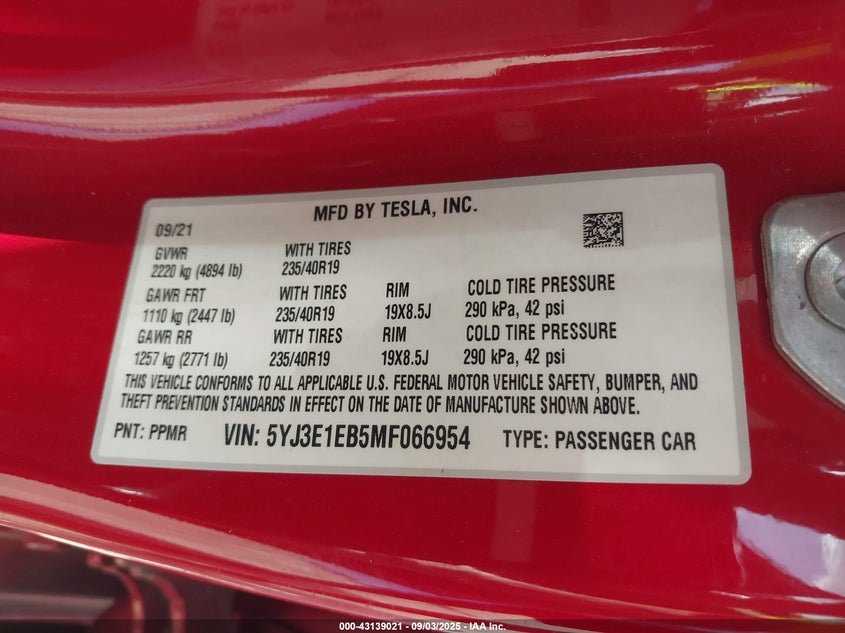 MFD BY TESLA, INC.
09/21
GVWR WITH TIRES
2220 kg (4894 lb) 235/40R19
GAWR FRT WITH TIRES RIM COLD TIRE PRESSURE
1110 kg (2447 lb) 235/40R19 19X8.5J 290 kPa, 42 psi
GAWR RR WITH TIRES RIM COLD TIRE PRESSURE
1257 kg (2771 lb) 235/40R19 19X8.5J 290 kPa, 42 psi
THIS VEHICLE CONFORMS TO ALL APPLICABLE U.S. FEDERAL MOTOR VEHICLE SAFETY, BUMPER, AND
THEFT PREVENTION STANDARDS IN EFFECT ON THE DATE OF MANUFACTURE SHOWN ABOVE.
PNT: PPMR VIN: 5YJ3E1EB5MF066954 TYPE: PASSENGER CAR
000-43139021 - 09/03/2025 - IAA, Inc.